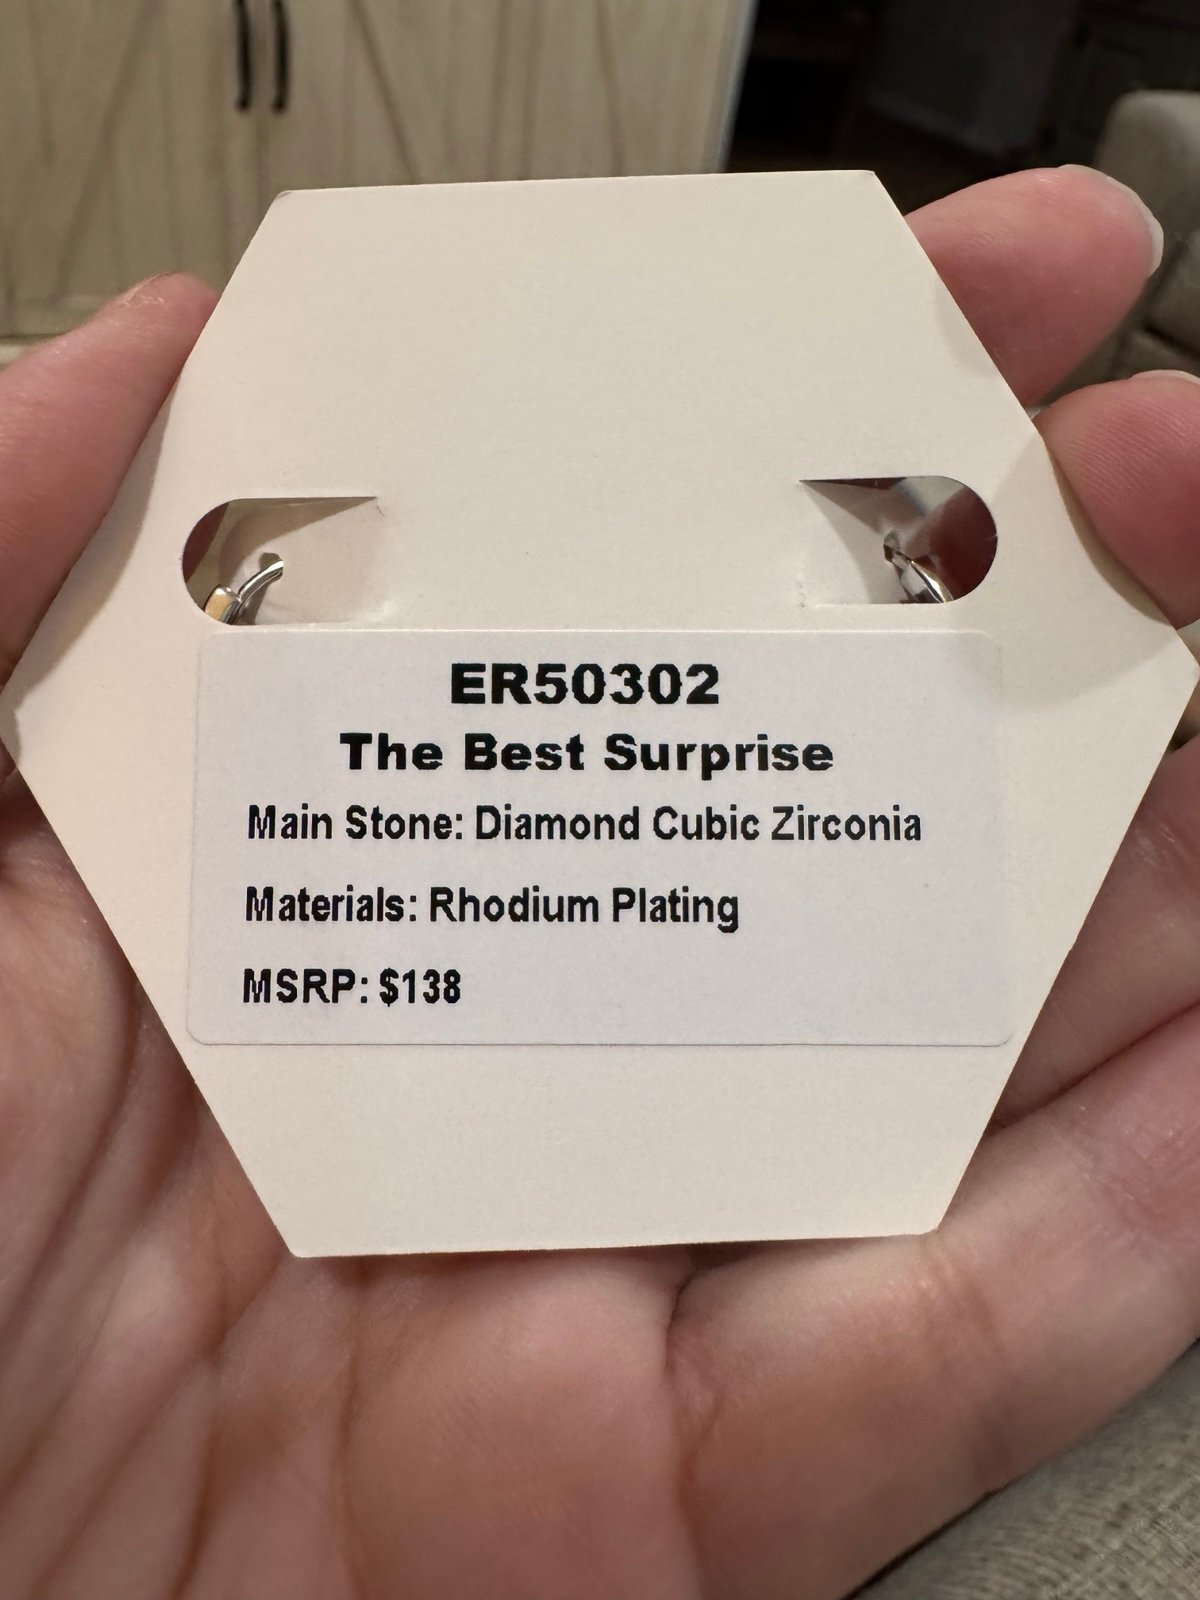 ER50302
The Best Surprise
Main Stone: Diamond Cubic Zirconia
Materials: Rhodium Plating
MSRP: $138